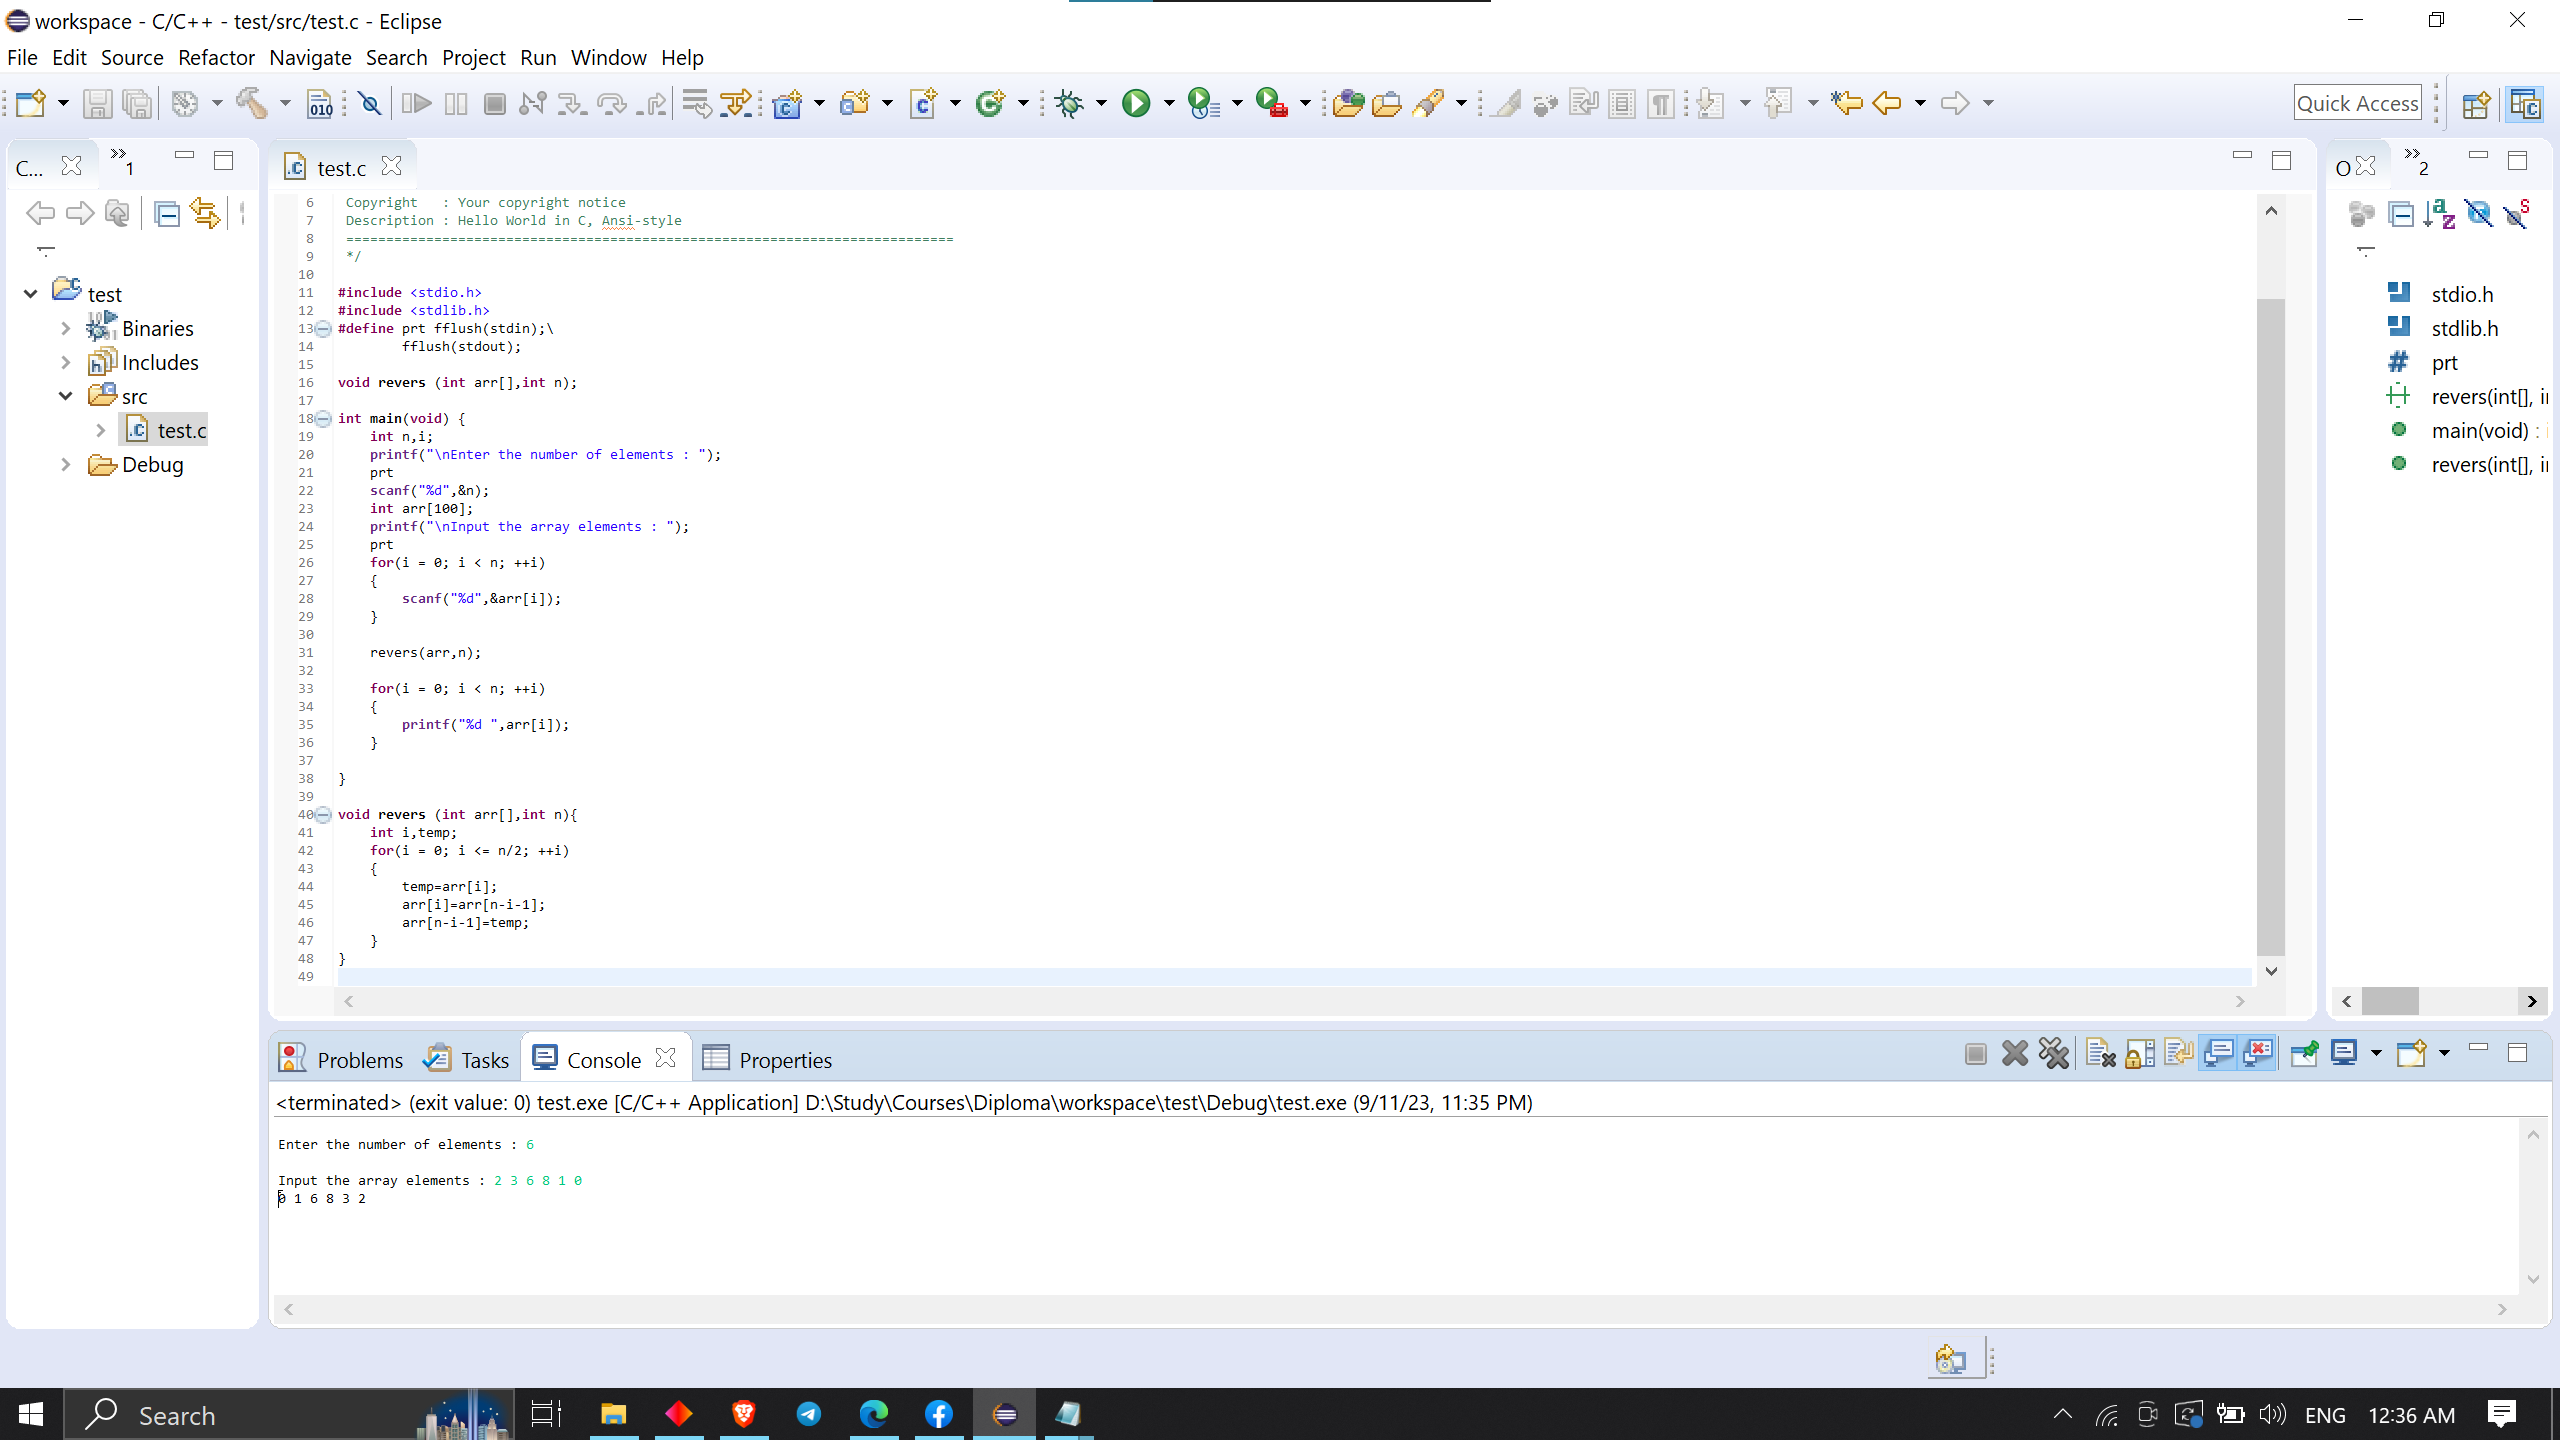 workspace - C/C++ - test/src/test.c - Eclipse
File Edit Source Refactor Navigate Search Project Run Window Help
Quick Access
C... 1
test
Binaries
Includes
src
test.c
Debug
test.c
6 Copyright : Your copyright notice
7 Description : Hello World in C, Ansi-style
8 ============================================================================
9 */
10
11 #include <stdio.h>
12 #include <stdlib.h>
13 #define prt fflush(stdin);\
14 fflush(stdout);
15
16 void revers (int arr[],int n);
17
18 int main(void) {
19 int n,i;
20 printf("\nEnter the number of elements : ");
21 prt
22 scanf("%d",&n);
23 int arr[100];
24 printf("\nInput the array elements : ");
25 prt
26 for(i = 0; i < n; ++i)
27 {
28 scanf("%d",&arr[i]);
29 }
30
31 revers(arr,n);
32
33 for(i = 0; i < n; ++i)
34 {
35 printf("%d ",arr[i]);
36 }
37
38 }
39
40 void revers (int arr[],int n){
41 int i,temp;
42 for(i = 0; i <= n/2; ++i)
43 {
44 temp=arr[i];
45 arr[i]=arr[n-i-1];
46 arr[n-i-1]=temp;
47 }
48 }
49
O 2
stdio.h
stdlib.h
prt
revers(int[], i
main(void) :
revers(int[], i
Problems Tasks Console Properties
<terminated> (exit value: 0) test.exe [C/C++ Application] D:\Study\Courses\Diploma\workspace\test\Debug\test.exe (9/11/23, 11:35 PM)
Enter the number of elements : 6
Input the array elements : 2 3 6 8 1 0
0 1 6 8 3 2
Search
ENG 12:36 AM